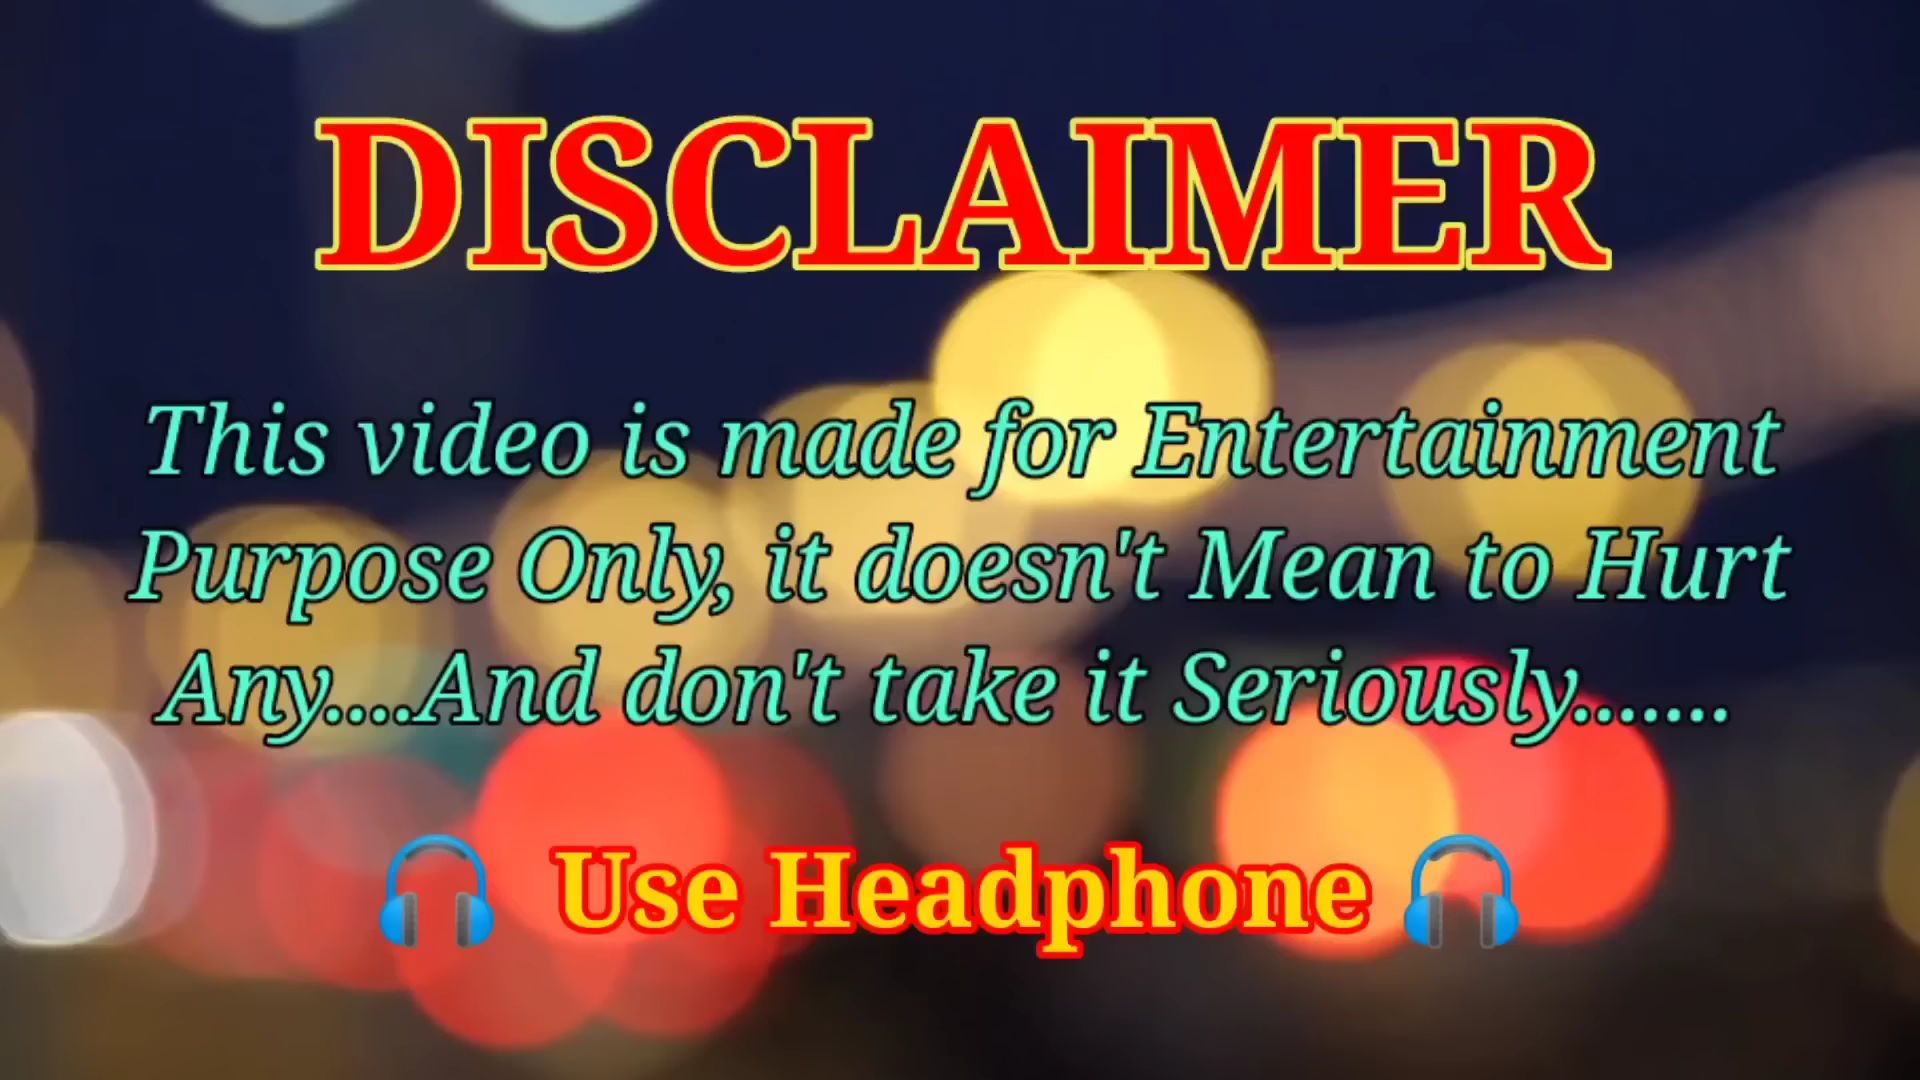 DISCLAIMER
This video is made for Entertainment
Purpose Only, it doesn't Mean to Hurt
Any....And don't take it Seriously.......
🎧 Use Headphone 🎧